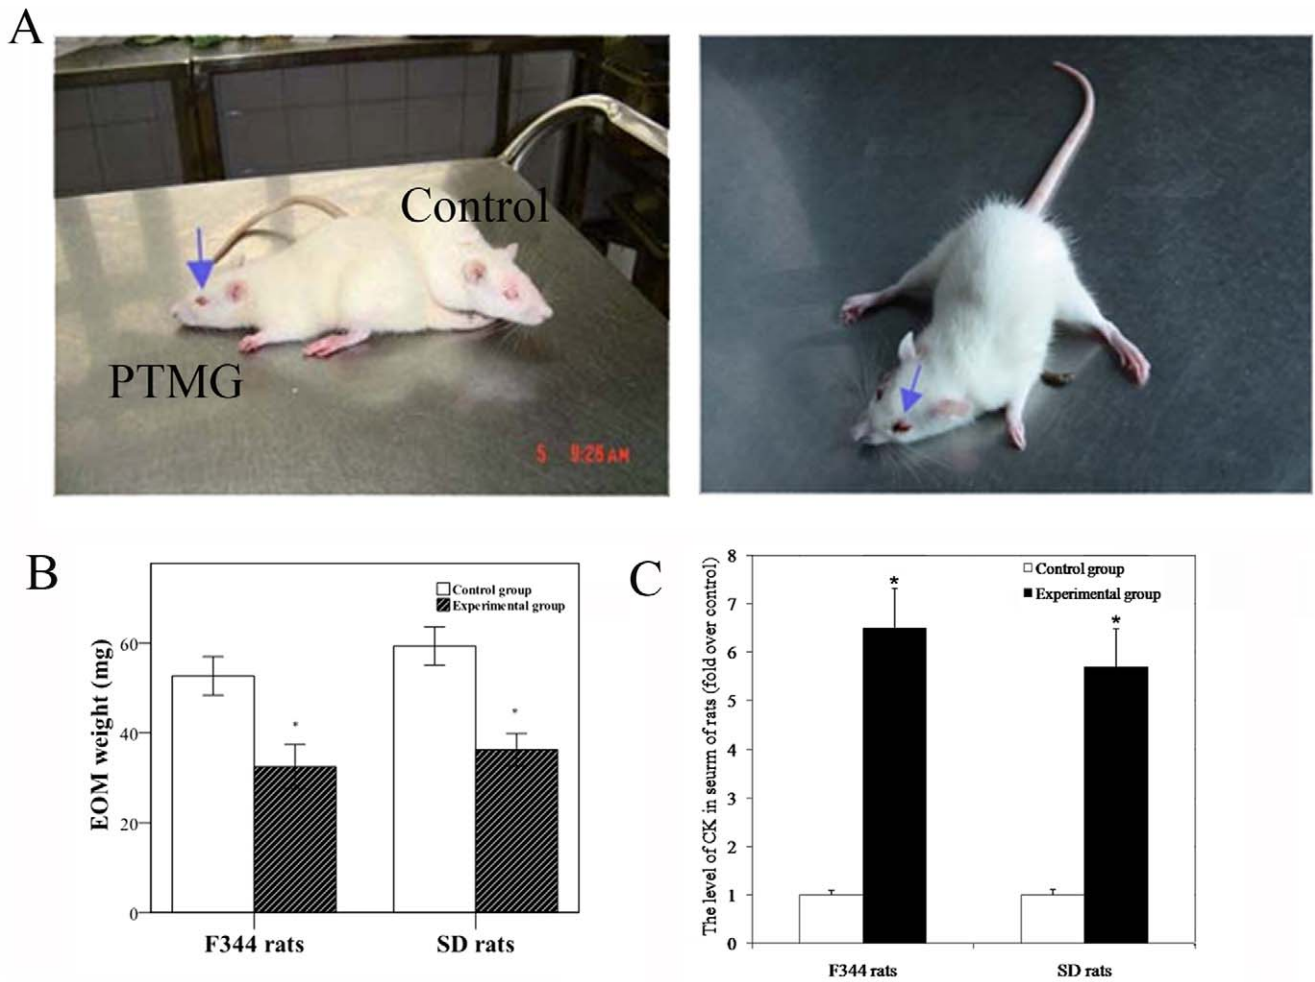 A
Control
PTMG
5 9:26 AM
B
Control group
Experimental group
EOM weight (mg)
60
40
20
0
*
*
F344 rats
SD rats
C
Control group
Experimental group
The level of CK in seurm of rats (fold over control)
8
7
6
5
4
3
2
1
0
*
*
F344 rats
SD rats